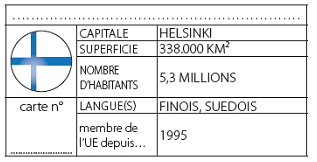 CAPITALE HELSINKI
SUPERFICIE 338.000 KM²
NOMBRE
D'HABITANTS 5,3 MILLIONS
carte n° LANGUE(S) FINOIS, SUEDOIS
membre de
l'UE depuis... 1995